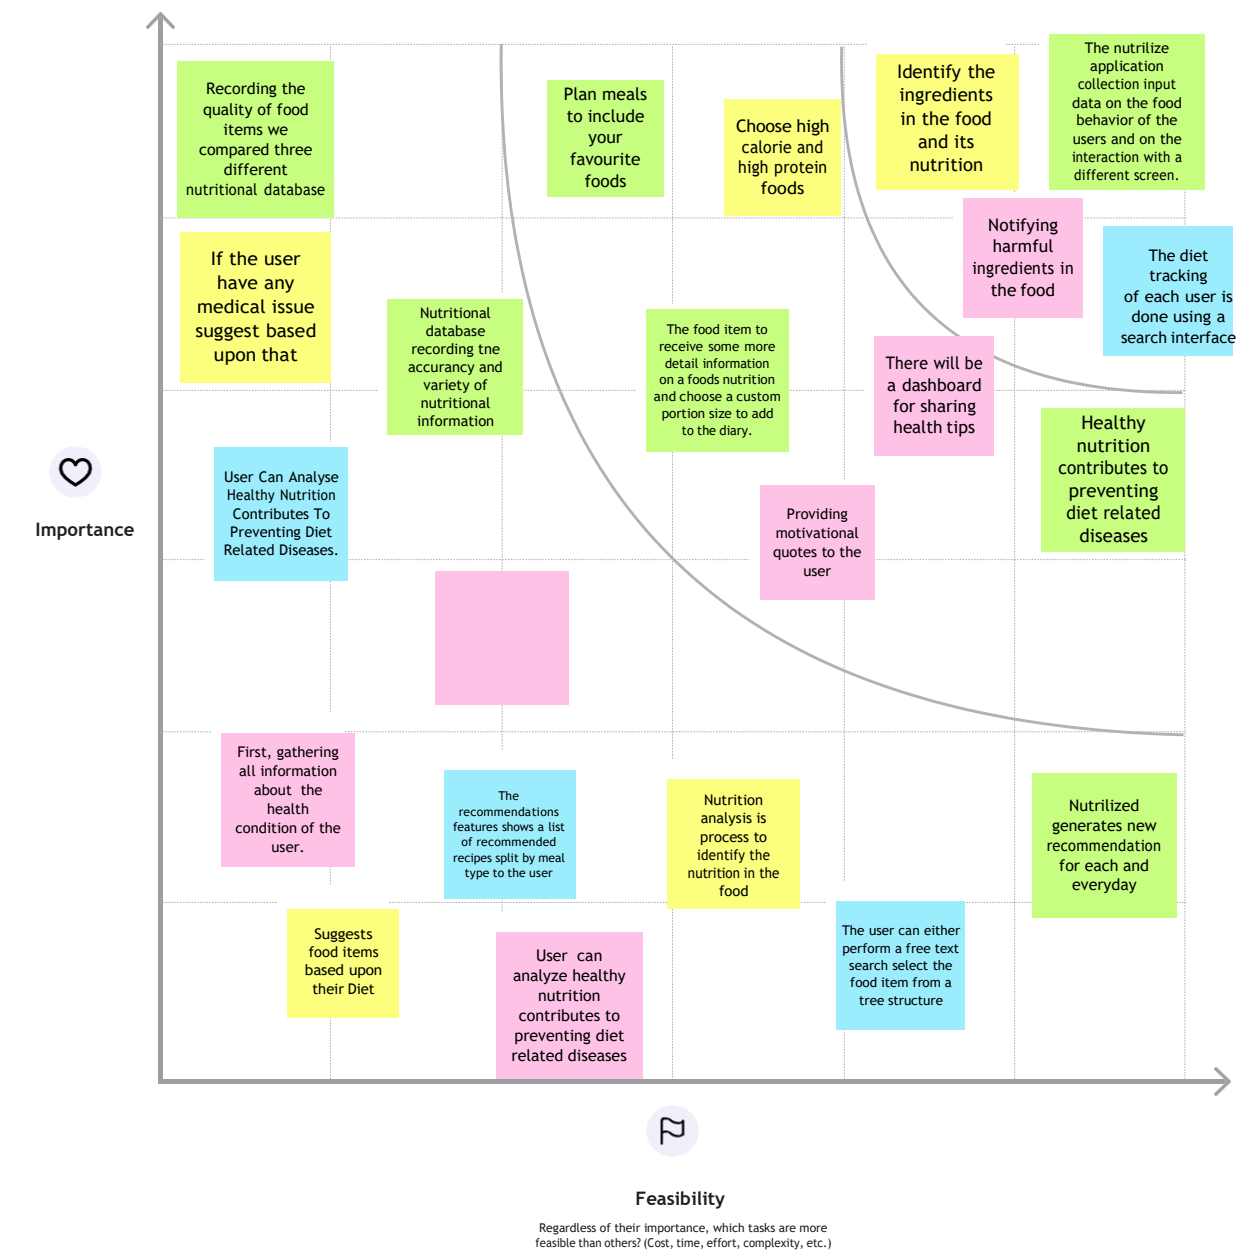 Recording the
quality of food
items we
compared three
different
nutritional database
Plan meals
to include
your
favourite
foods
Choose high
calorie and
high protein
foods
Identify the
ingredients
in the food
and its
nutrition
The nutrilize
application
collection input
data on the food
behavior of the
users and on the
interaction with a
different screen.
If the user
have any
medical issue
suggest based
upon that
Nutritional
database
recording tne
accurancy and
variety of
nutritional
information
The food item to
receive some more
detail information
on a foods nutrition
and choose a custom
portion size to add
to the diary.
Notifying
harmful
ingredients in
the food
The diet
tracking
of each user is
done using a
search interface
There will be
a dashboard
for sharing
health tips
Healthy
nutrition
contributes to
preventing
diet related
diseases
User Can Analyse
Healthy Nutrition
Contributes To
Preventing Diet
Related Diseases.
Providing
motivational
quotes to the
user
Importance
First, gathering
all information
about the
health
condition of the
user.
The
recommendations
features shows a list
of recommended
recipes split by meal
type to the user
Nutrition
analysis is
process to
identify the
nutrition in the
food
Nutrilized
generates new
recommendation
for each and
everyday
Suggests
food items
based upon
their Diet
User can
analyze healthy
nutrition
contributes to
preventing diet
related diseases
The user can either
perform a free text
search select the
food item from a
tree structure
Feasibility
Regardless of their importance, which tasks are more
feasible than others? (Cost, time, effort, complexity, etc.)